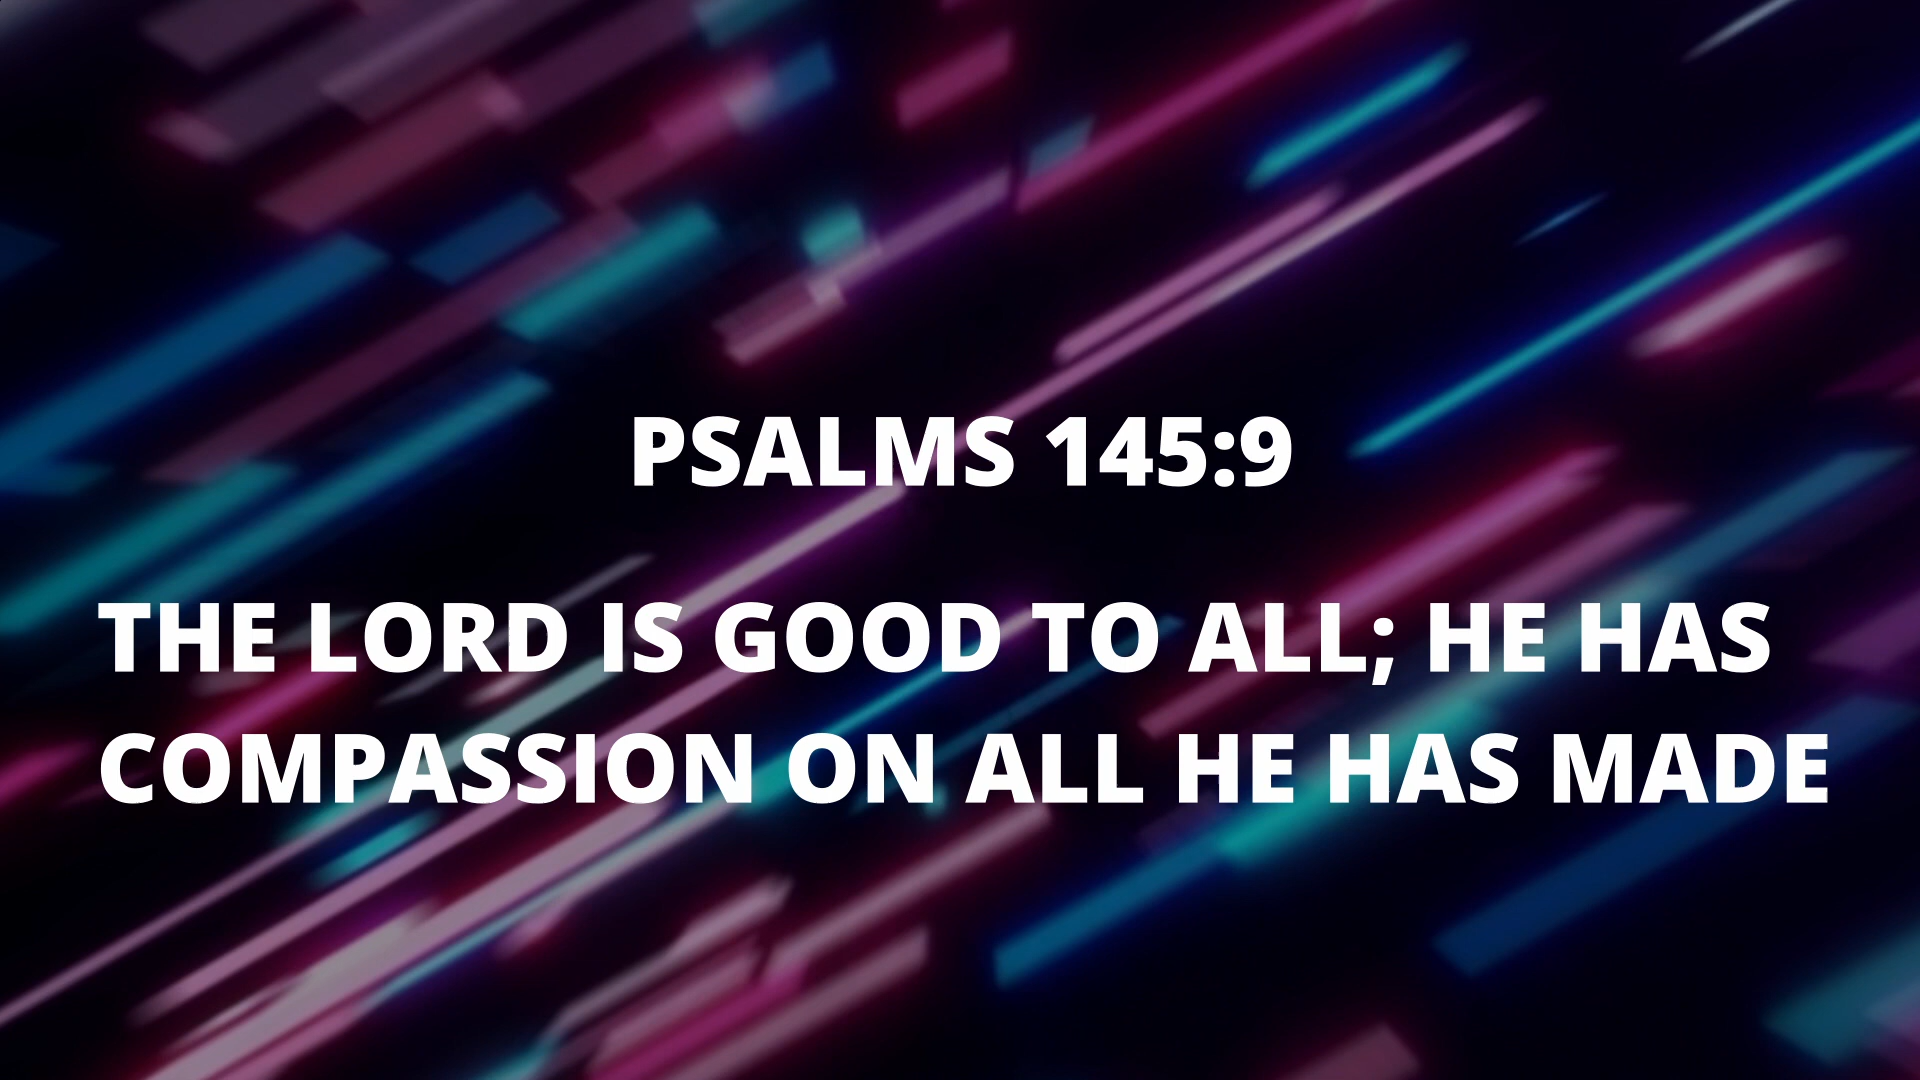 PSALMS 145:9
THE LORD IS GOOD TO ALL; HE HAS
COMPASSION ON ALL HE HAS MADE